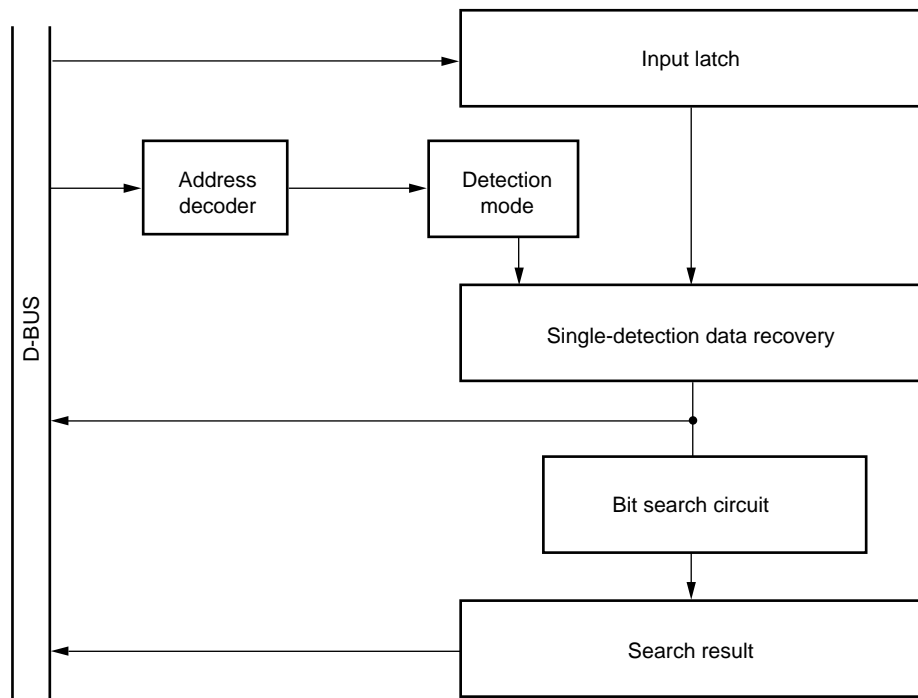 Input latch
Address
decoder
Detection
mode
D-BUS
Single-detection data recovery
Bit search circuit
Search result